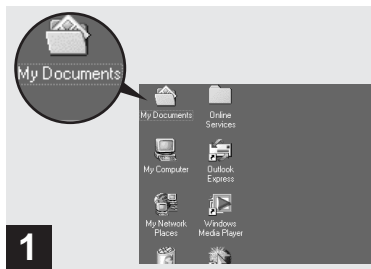 My Documents
My Documents
Online
Services
My Computer
Outlook
Express
My Network
Places
Windows
Media Player
1